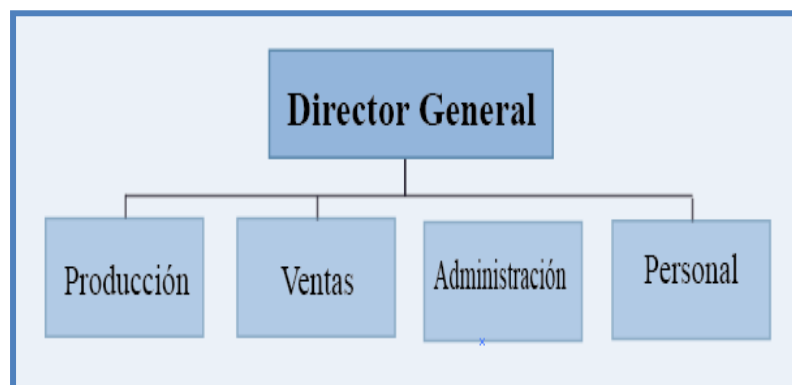 Director General
Producción
Ventas
Administración
Personal
x